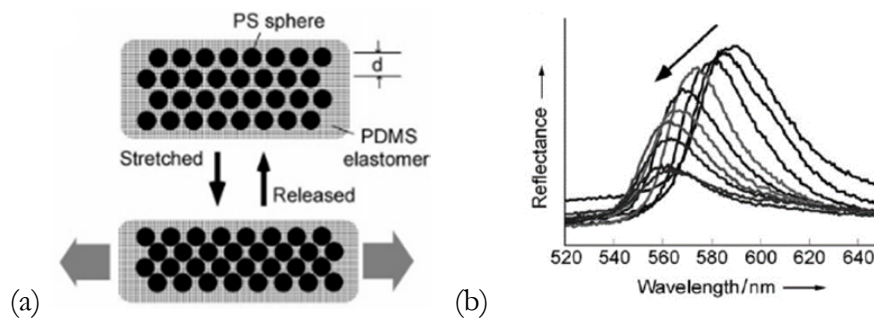 PS sphere
d
PDMS
elastomer
Stretched
Released
(a)
Reflectance
520 540 560 580 600 620 640
Wavelength/nm
(b)